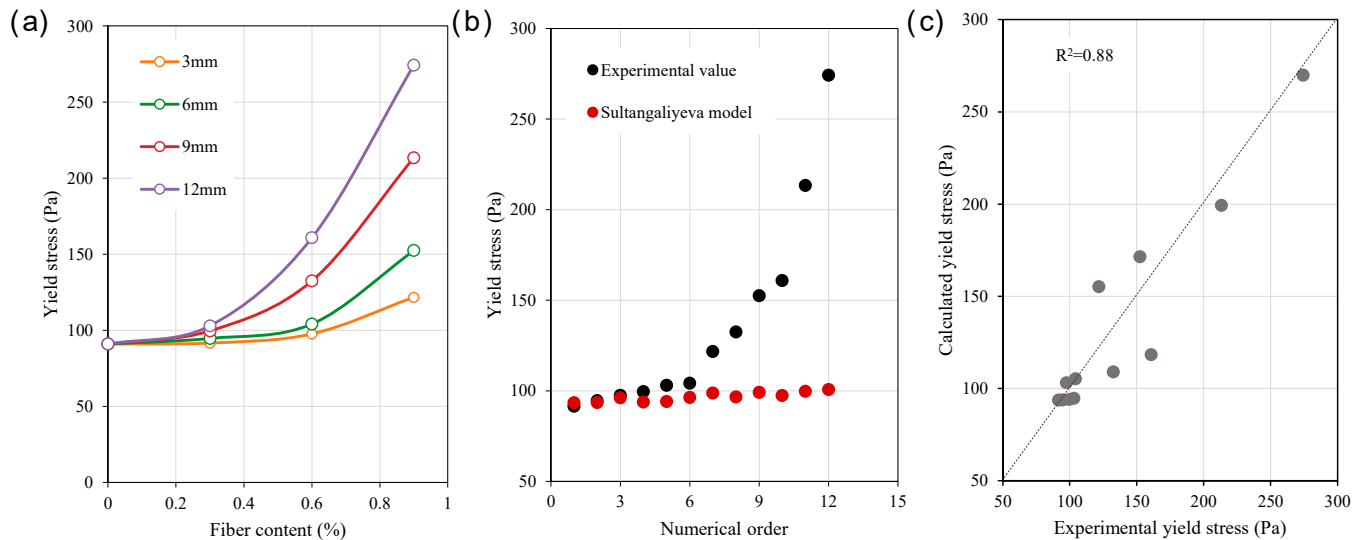 (a)
300
250
200
150
100
50
0
Yield stress (Pa)
3mm
6mm
9mm
12mm
0
0.2
0.4
0.6
0.8
1
Fiber content (%)
(b)
300
250
200
150
100
50
Yield stress (Pa)
Experimental value
Sultangaliyeva model
0
3
6
9
12
15
Numerical order
(c)
300
250
200
150
100
50
Calculated yield stress (Pa)
R²=0.88
50
100
150
200
250
300
Experimental yield stress (Pa)